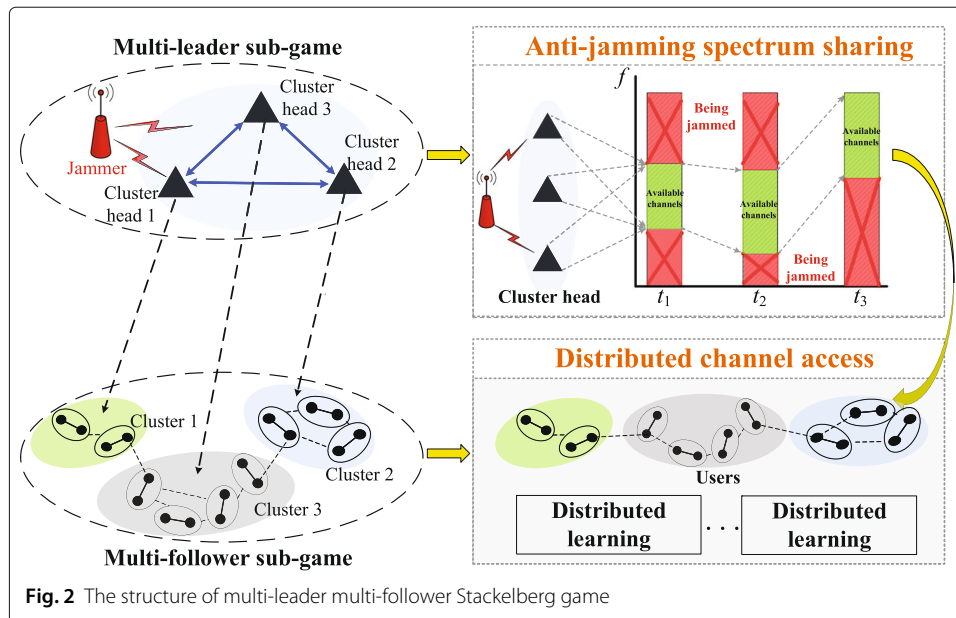 Multi-leader sub-game
Cluster
head 3
Cluster
head 2
Jammer
Cluster
head 1
Cluster 1
Cluster 2
Cluster 3
Multi-follower sub-game
Anti-jamming spectrum sharing
f
Being
jammed
Available
channels
Available
channels
Available
channels
Being
jammed
Cluster head
t1
t2
t3
Distributed channel access
Users
Distributed
learning
. . .
Distributed
learning
Fig. 2 The structure of multi-leader multi-follower Stackelberg game